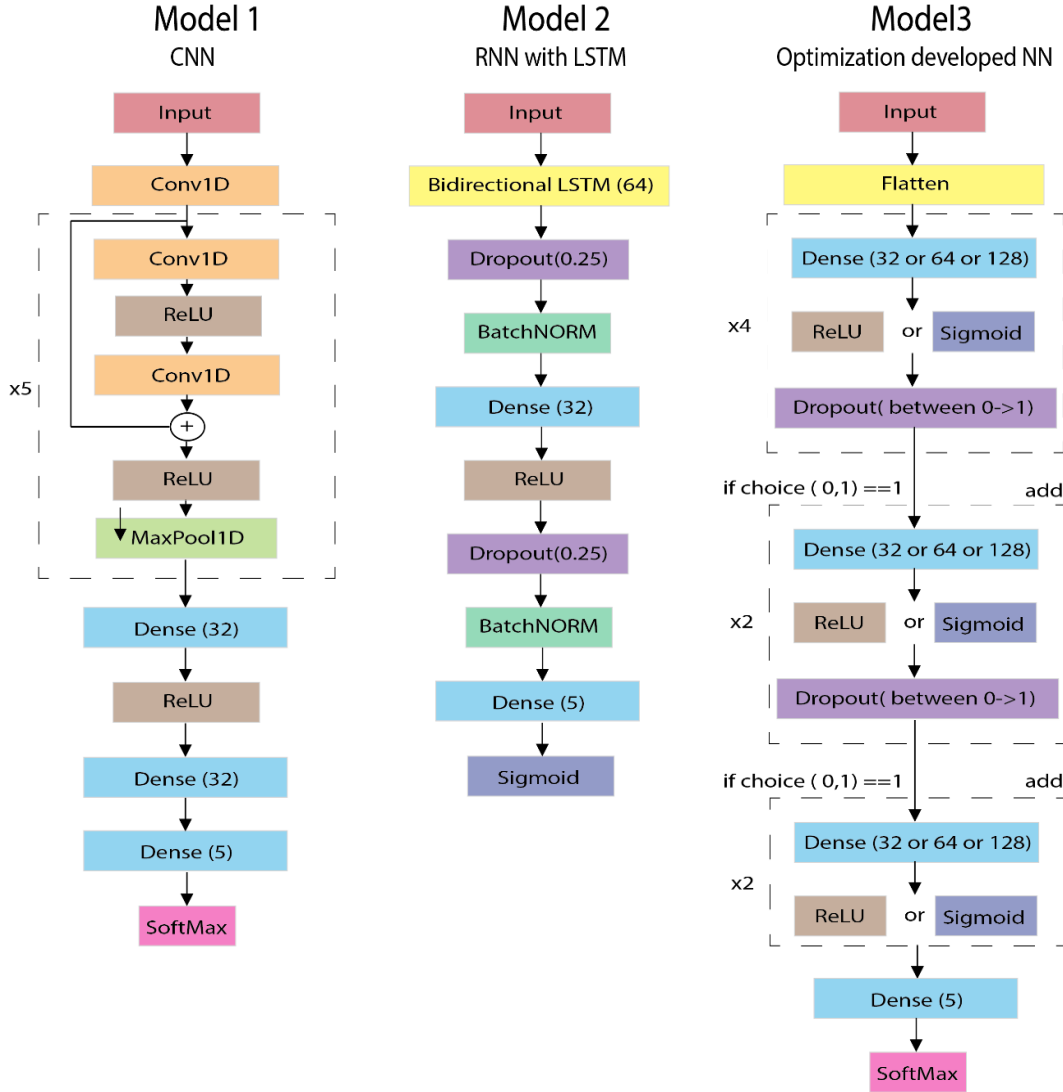 Model 1
CNN
Input
Conv1D
Conv1D
ReLU
Conv1D
x5
+
ReLU
MaxPool1D
Dense (32)
ReLU
Dense (32)
Dense (5)
SoftMax
Model 2
RNN with LSTM
Input
Bidirectional LSTM (64)
Dropout(0.25)
BatchNORM
Dense (32)
ReLU
Dropout(0.25)
BatchNORM
Dense (5)
Sigmoid
Model3
Optimization developed NN
Input
Flatten
Dense (32 or 64 or 128)
x4
ReLU or Sigmoid
Dropout( between 0->1)
if choice ( 0,1) ==1 add
Dense (32 or 64 or 128)
x2
ReLU or Sigmoid
Dropout( between 0->1)
if choice ( 0,1) ==1 add
Dense (32 or 64 or 128)
x2
ReLU or Sigmoid
Dense (5)
SoftMax